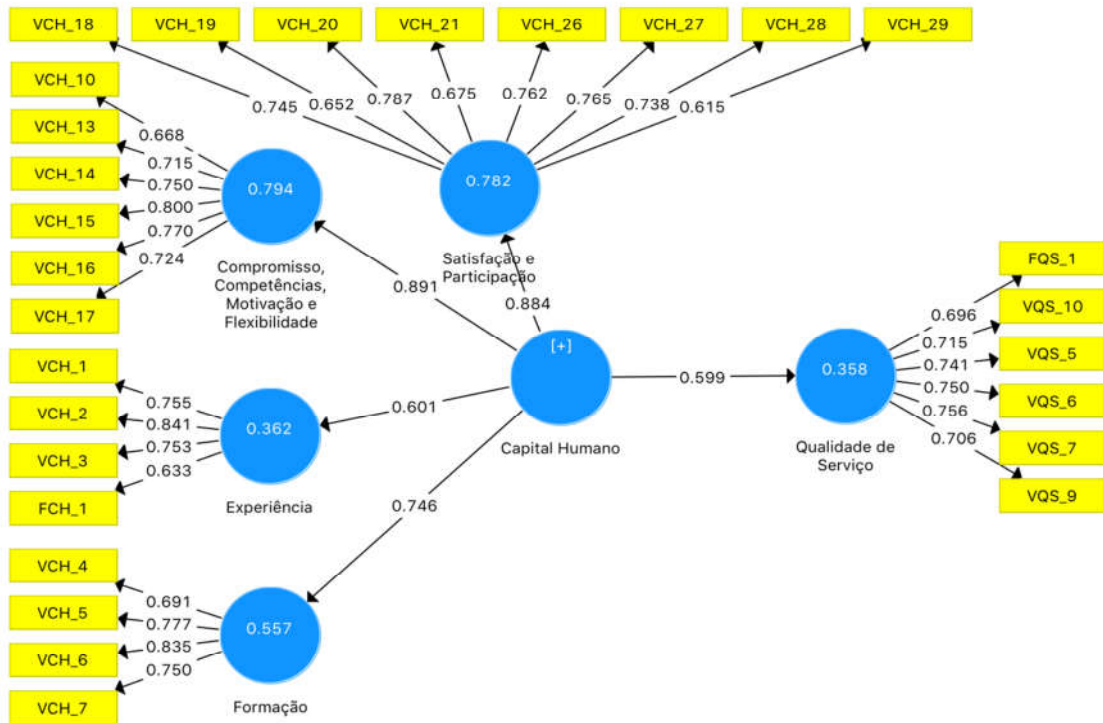 VCH_18
VCH_19
VCH_20
VCH_21
VCH_26
VCH_27
VCH_28
VCH_29
0.745
0.652
0.787
0.675
0.762
0.765
0.738
0.615
VCH_10
VCH_13
VCH_14
VCH_15
VCH_16
VCH_17
0.668
0.715
0.750
0.800
0.770
0.724
0.794
Compromisso,
Competências,
Motivação e
Flexibilidade
0.782
Satisfação e
Participação
0.891
0.884
[+]
Capital Humano
0.599
0.358
Qualidade de
Serviço
FQS_1
VQS_10
VQS_5
VQS_6
VQS_7
VQS_9
0.696
0.715
0.741
0.750
0.756
0.706
VCH_1
VCH_2
VCH_3
FCH_1
0.755
0.841
0.753
0.633
0.362
Experiência
0.601
0.746
VCH_4
VCH_5
VCH_6
VCH_7
0.691
0.777
0.835
0.750
0.557
Formação